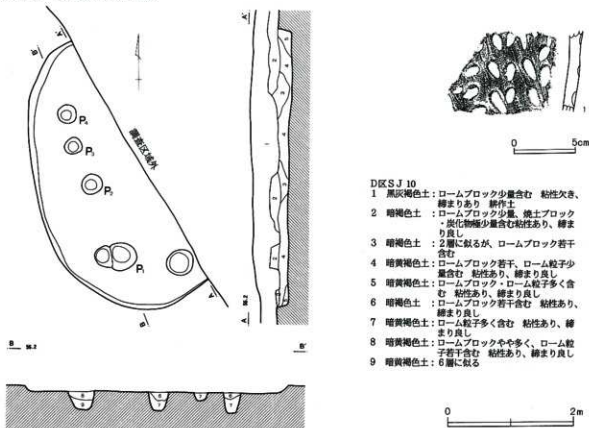 A'
B'
A'
P4
P3
P2
P1
調査区域外
B
A
A
36.2
1
0 5cm
D区SJ 10
1 黒灰褐色土：ロームブロック少量含む 粘性欠き、
締まりあり 耕作土
2 暗褐色土：ロームブロック少量、焼土ブロック
・炭化物極少量含む粘性あり、締ま
り良し
3 暗褐色土：2層に似るが、ロームブロック若干
含む
4 暗黄褐色土：ロームブロック若干、ローム粒子少
量含む 粘性あり、締まり良し
5 暗黄褐色土：ロームブロック・ローム粒子多く含
む 粘性あり、締まり良し
6 暗褐色土：ロームブロック若干含む 粘性あり、
締まり良し
7 暗黄褐色土：ローム粒子多く含む 粘性あり、締
まり良し
8 暗黄褐色土：ロームブロックやや多く、ローム粒
子若干含む 粘性あり、締まり良し
9 暗黄褐色土：6層に似る
B 36.2 B'
0 2m